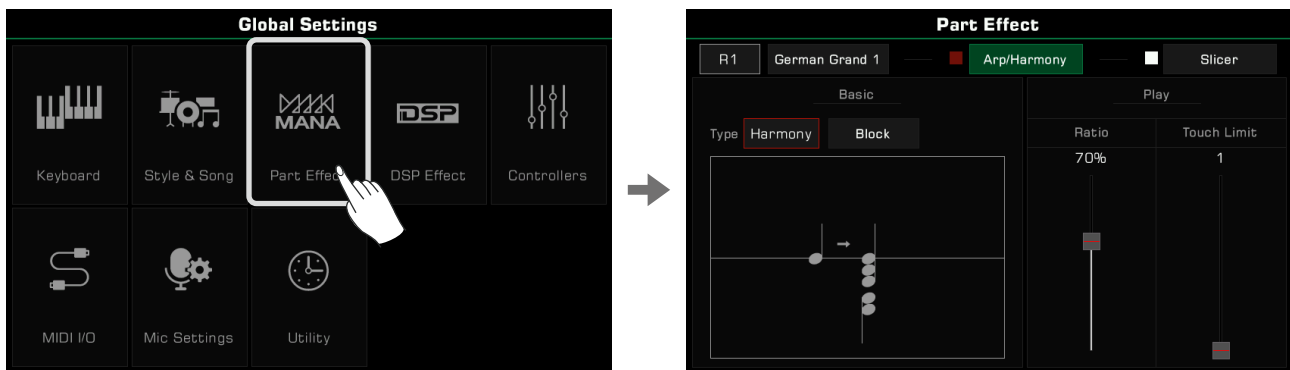 Global Settings
Keyboard
Style & Song
MANA
Part Effect
DSP
DSP Effect
Controllers
MIDI I/O
Mic Settings
Utility
Part Effect
R1 German Grand 1 Arp/Harmony Slicer
Basic
Type Harmony Block
Play
Ratio Touch Limit
70% 1